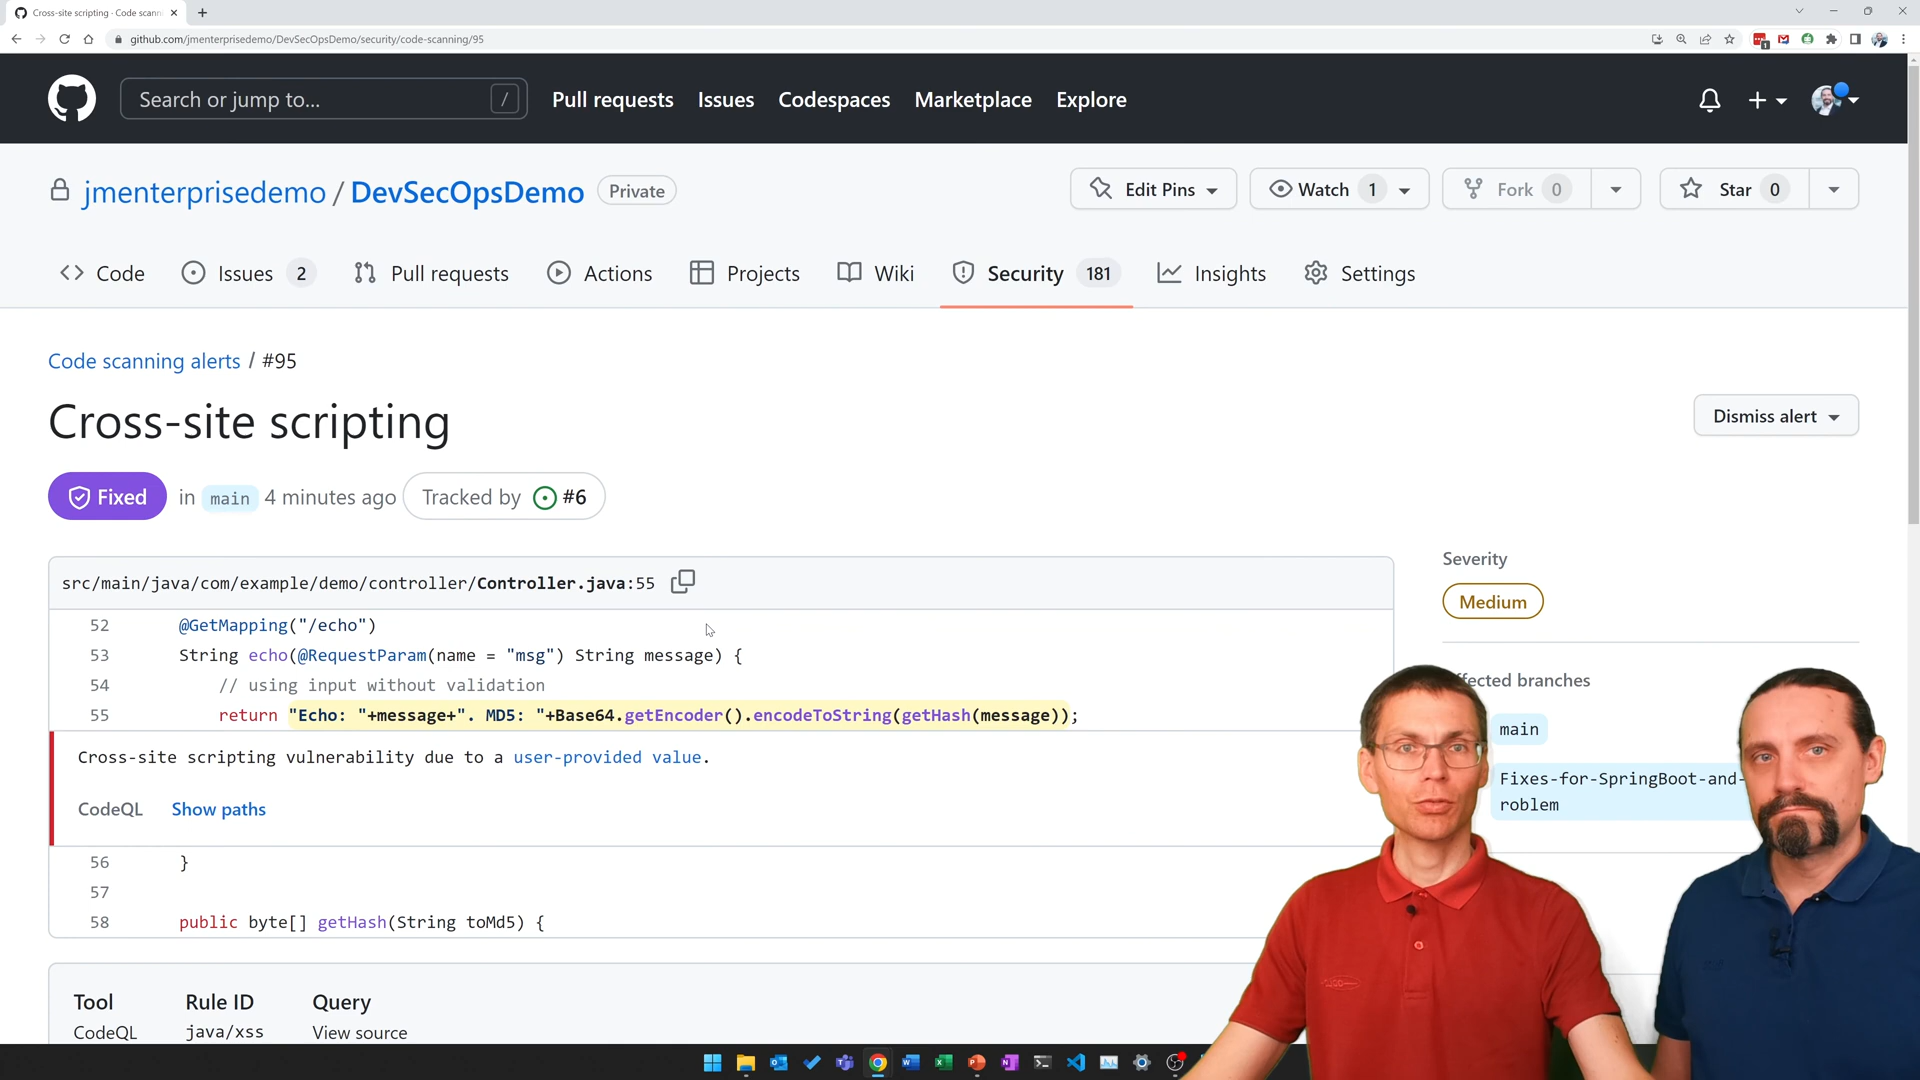 Cross-site scripting · Code scann
github.com/jmenterprisedemo/DevSecOpsDemo/security/code-scanning/95
Search or jump to... /
Pull requests
Issues
Codespaces
Marketplace
Explore
jmenterprisedemo / DevSecOpsDemo Private
Edit Pins
Watch 1
Fork 0
Star 0
Code
Issues 2
Pull requests
Actions
Projects
Wiki
Security 181
Insights
Settings
Code scanning alerts / #95
Cross-site scripting
Dismiss alert
Fixed in main 4 minutes ago Tracked by #6
src/main/java/com/example/demo/controller/Controller.java:55
52 @GetMapping("/echo")
53 String echo(@RequestParam(name = "msg") String message) {
54 // using input without validation
55 return "Echo: "+message+". MD5: "+Base64.getEncoder().encodeToString(getHash(message));
Cross-site scripting vulnerability due to a user-provided value.
CodeQL Show paths
56 }
57
58 public byte[] getHash(String toMd5) {
Severity
Medium
ffected branches
main
Fixes-for-SpringBoot-and-
roblem
Tool Rule ID Query
CodeQL java/xss View source